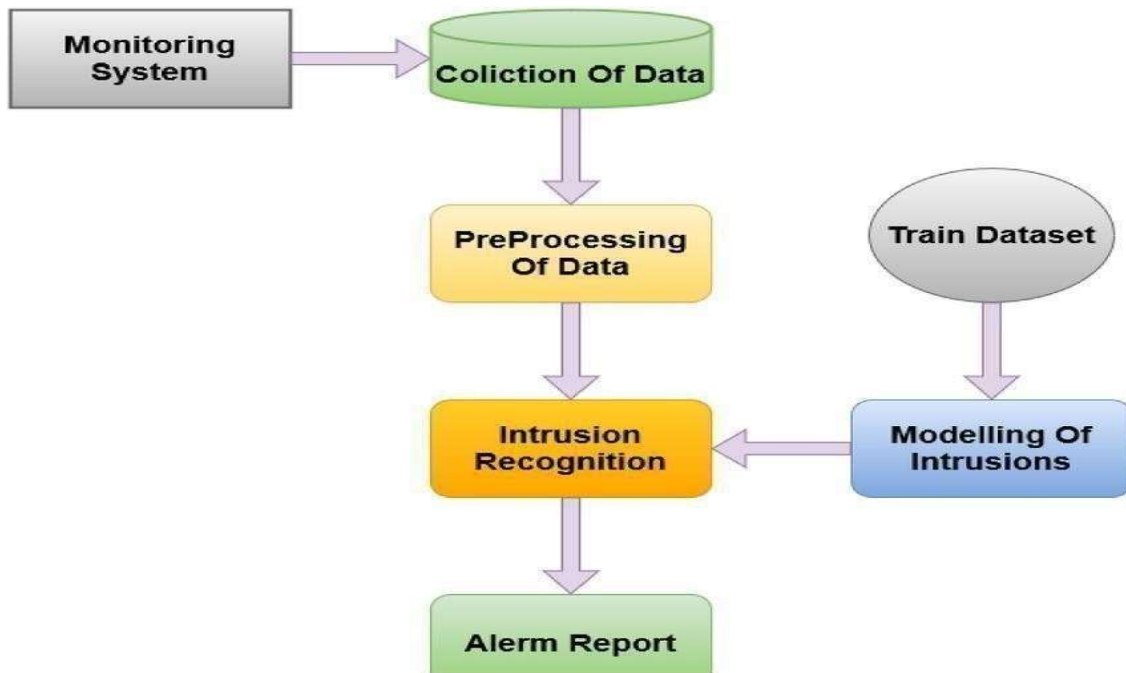 Monitoring
System
Coliction Of Data
PreProcessing
Of Data
Train Dataset
Intrusion
Recognition
Modelling Of
Intrusions
Alerm Report